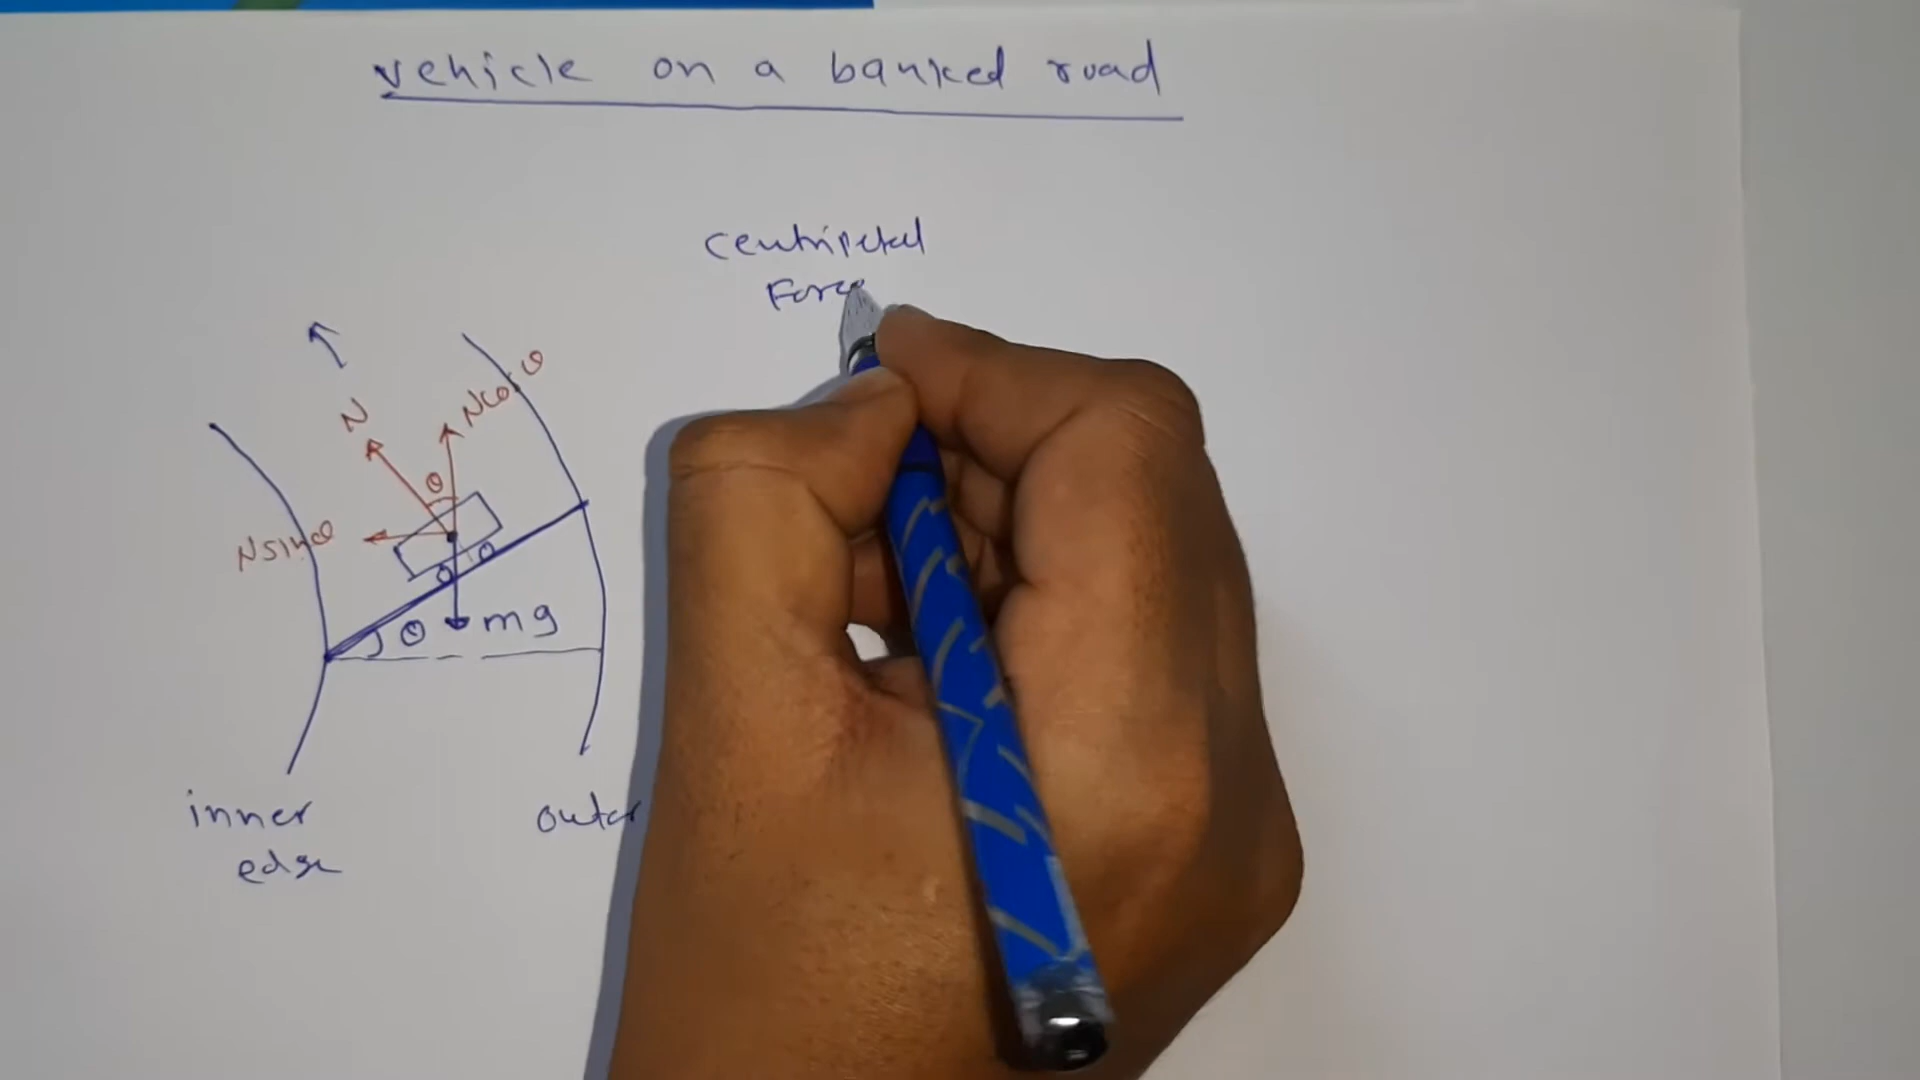 vehicle on a banked road
centripetal
Force
N
Ncosθ
θ
Nsinθ
θ
mg
inner
edge
outer